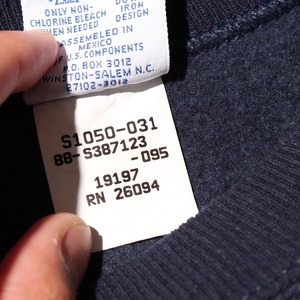 ONLY NON- DO NOT
CHLORINE BLEACH IRON
WHEN NEEDED DESIGN
ASSEMBLED IN
MEXICO
OF U.S. COMPONENTS
P.O. BOX 3012
WINSTON-SALEM N.C.
27102-3012
S1050-031
88-S387123
-095
19197
RN 26094